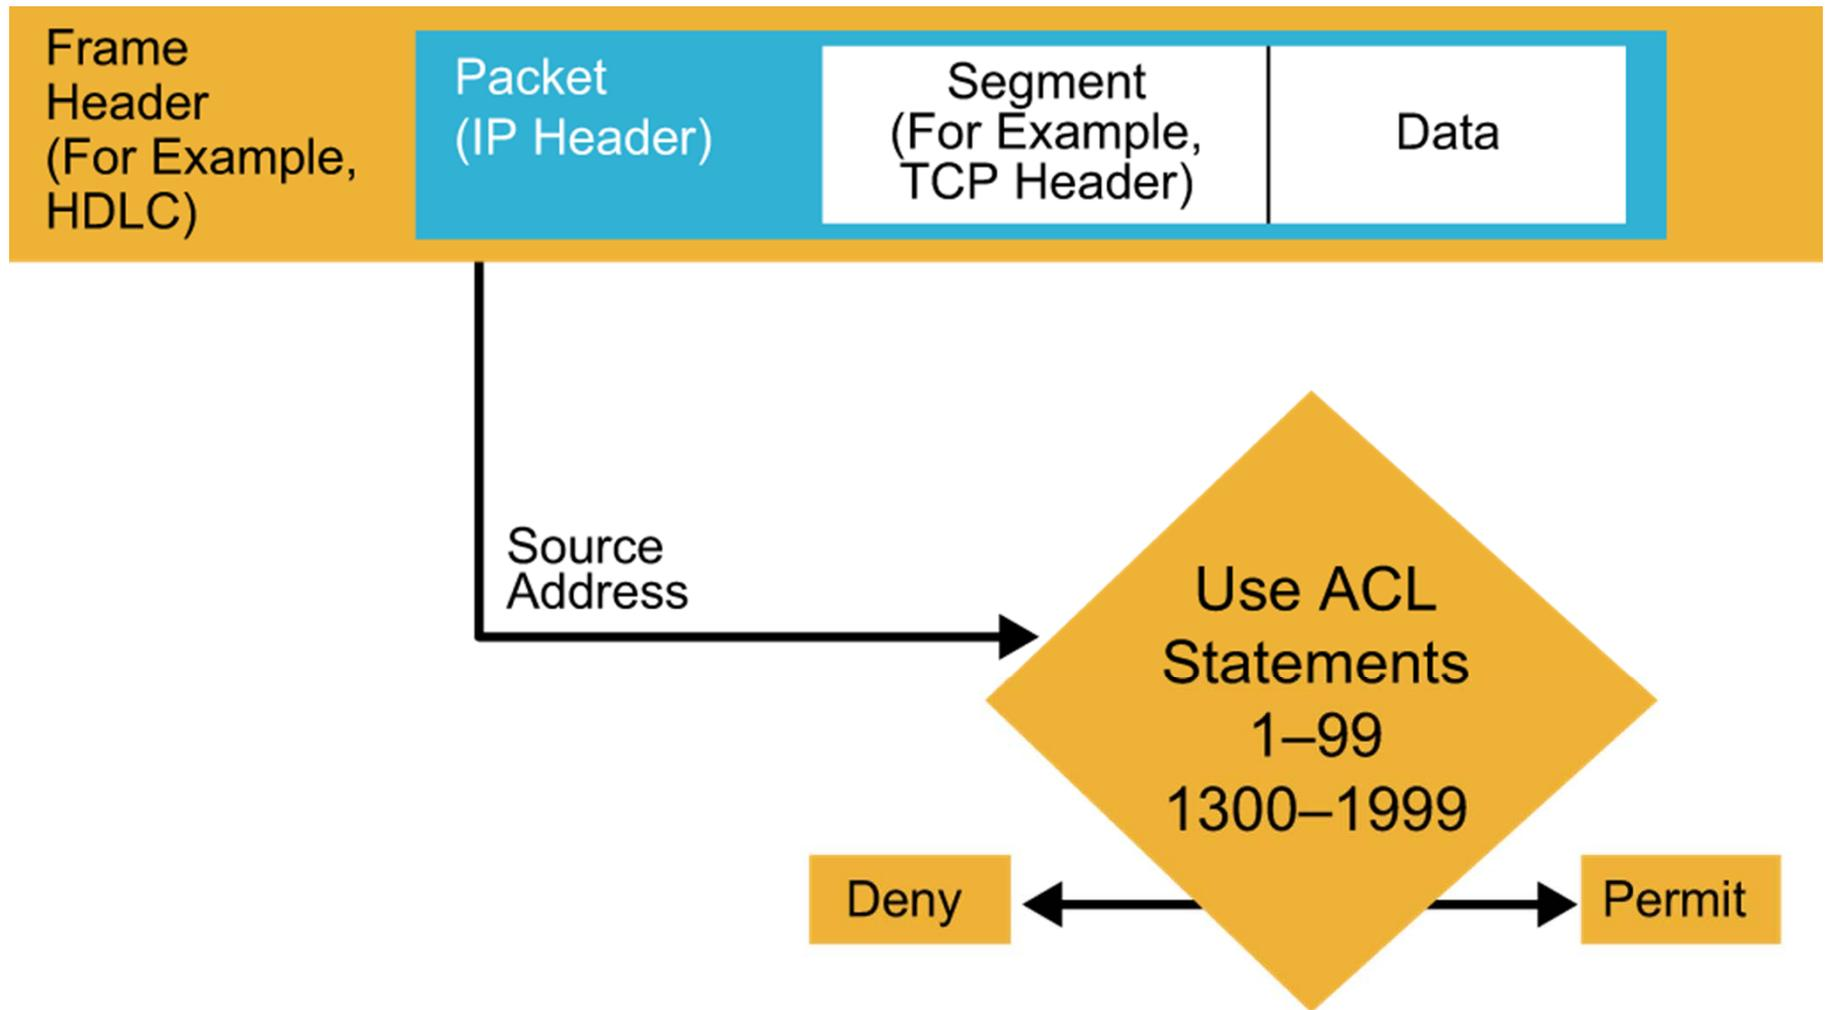 Frame
Header
(For Example,
HDLC)
Packet
(IP Header)
Segment
(For Example,
TCP Header)
Data
Source
Address
Use ACL
Statements
1–99
1300–1999
Deny
Permit